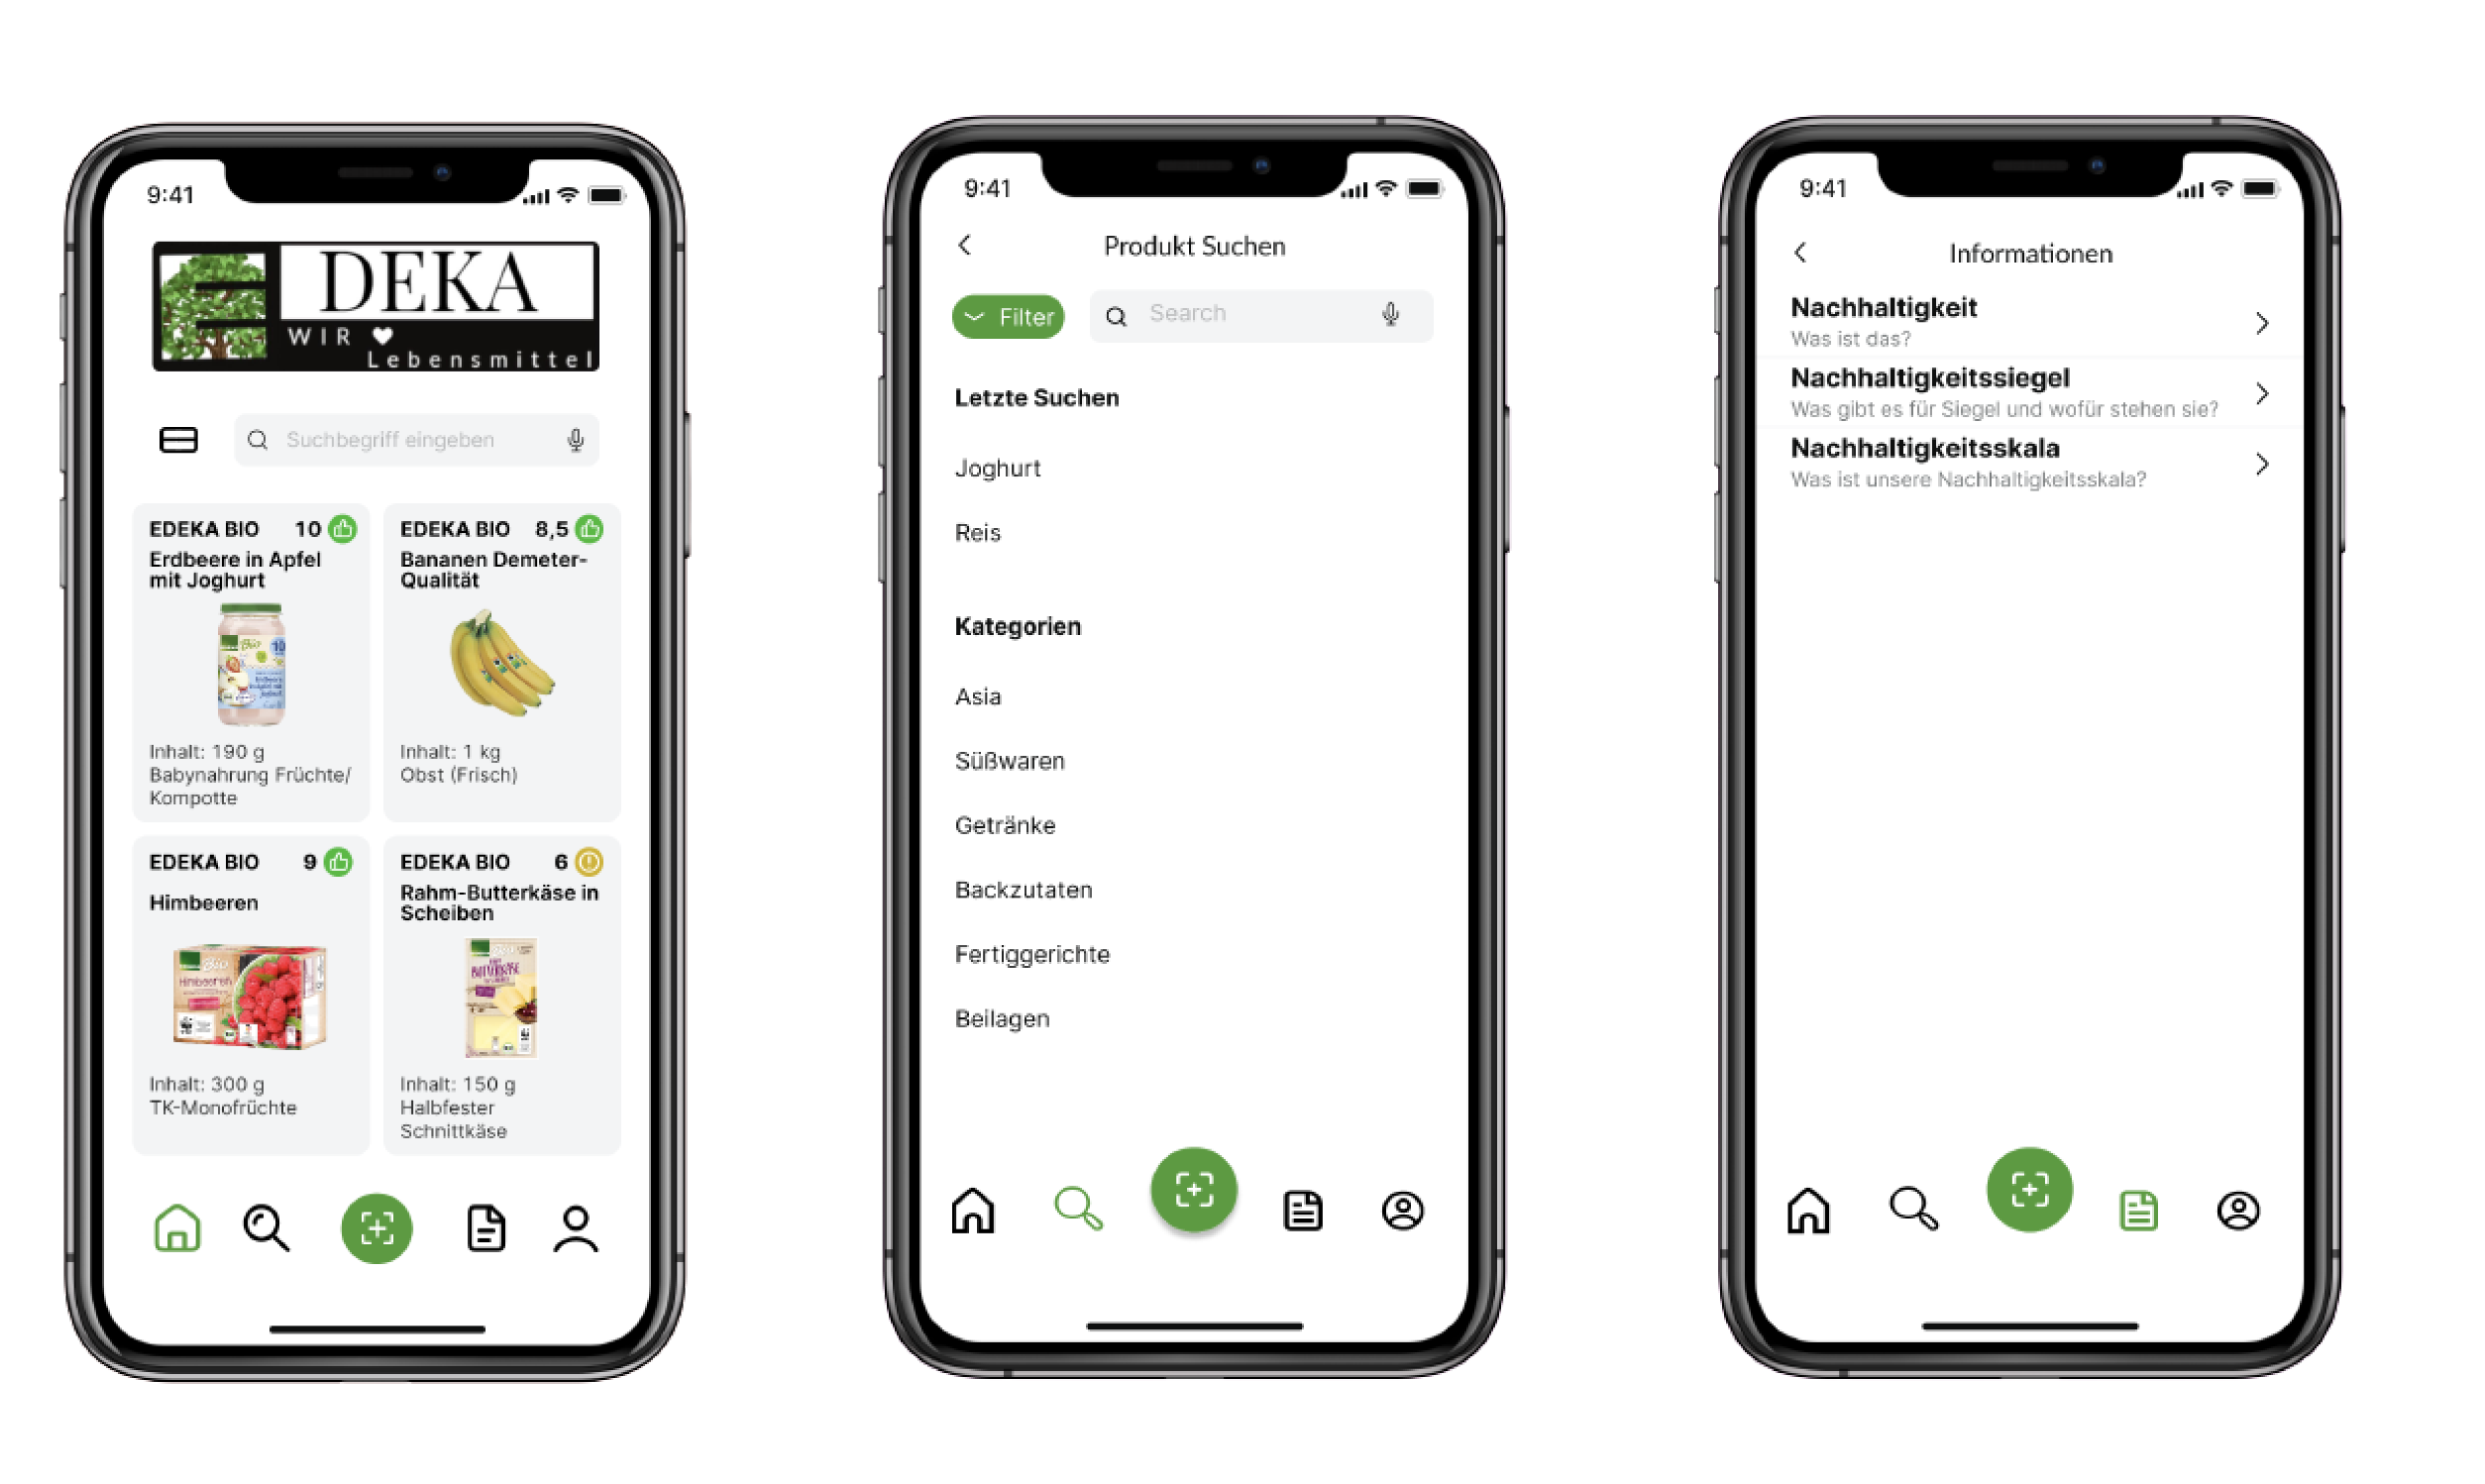 9:41
DEKA
WIR
Lebensmittel
Suchbegriff eingeben
EDEKA BIO 10
Erdbeere in Apfel
mit Joghurt
Bio
Inhalt: 190 g
Babynahrung Früchte/
Kompotte
EDEKA BIO 8,5
Bananen Demeter-
Qualität
Inhalt: 1 kg
Obst (Frisch)
EDEKA BIO 9
Himbeeren
Bio
Himbeeren
Inhalt: 300 g
TK-Monofrüchte
EDEKA BIO 6
Rahm-Butterkäse in
Scheiben
Inhalt: 150 g
Halbfester
Schnittkäse
9:41
Produkt Suchen
Filter
Search
Letzte Suchen
Joghurt
Reis
Kategorien
Asia
Süßwaren
Getränke
Backzutaten
Fertiggerichte
Beilagen
9:41
Informationen
Nachhaltigkeit
Was ist das?
Nachhaltigkeitssiegel
Was gibt es für Siegel und wofür stehen sie?
Nachhaltigkeitsskala
Was ist unsere Nachhaltigkeitsskala?